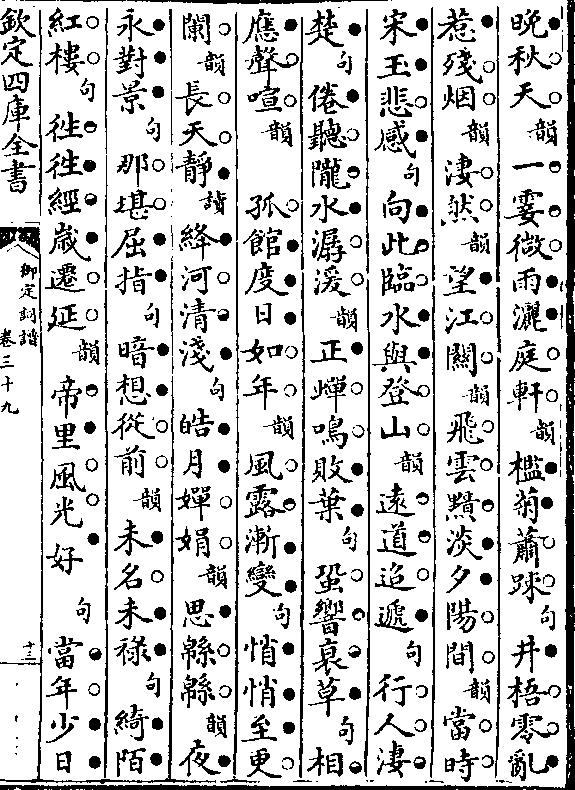 晚秋天韻一霎微雨灑庭軒韻檻菊蕭踈句井梧零亂
惹殘烟韻淒然韻望江關韻飛雲黯淡夕陽間韻當時
宋玉悲感句向此臨水與登山韻遠道迢遞句行人淒
楚句倦聽隴水潺湲韻正蟬鳴敗葉句蛩響衰草句相
應聲喧韻孤館度日如年韻風露漸變句悄悄至更
闌韻長天靜讀絳河清淺句皓月嬋娟韻思緜緜韻夜
永對景句那堪屈指句暗想從前韻未名未祿句綺陌
紅樓句徃徃經嵗遷延韻帝里風光好句當年少日
欽定四庫全書
御定詞譜
卷三十九
十三